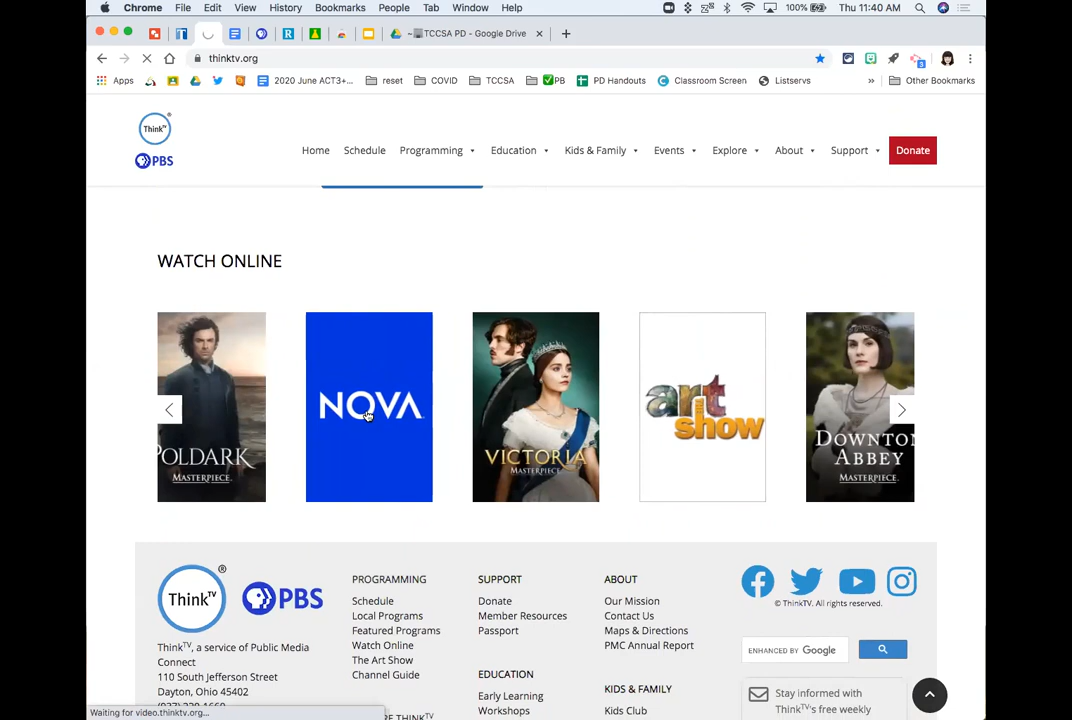 Chrome File Edit View History Bookmarks People Tab Window Help 100% Thu 11:40 AM
TCCSA PD - Google Drive
thinktv.org
Apps 2020 June ACT3+... reset COVID TCCSA PB PD Handouts Classroom Screen Listservs » Other Bookmarks
Think TV®
PBS
Home Schedule Programming Education Kids & Family Events Explore About Support Donate
WATCH ONLINE
POLDARK
MASTERPIECE.
NOVA
VICTORIA
MASTERPIECE
art
show
DOWNTON
ABBEY
MASTERPIECE.
Think TV ® PBS
ThinkTV, a service of Public Media
Connect
110 South Jefferson Street
Dayton, Ohio 45402
PROGRAMMING
Schedule
Local Programs
Featured Programs
Watch Online
The Art Show
Channel Guide
SUPPORT
Donate
Member Resources
Passport
EDUCATION
Early Learning
Workshops
ABOUT
Our Mission
Contact Us
Maps & Directions
PMC Annual Report
KIDS & FAMILY
Kids Club
© ThinkTV. All rights reserved.
ENHANCED BY Google
Stay informed with
ThinkTV's free weekly
Waiting for video.thinktv.org...